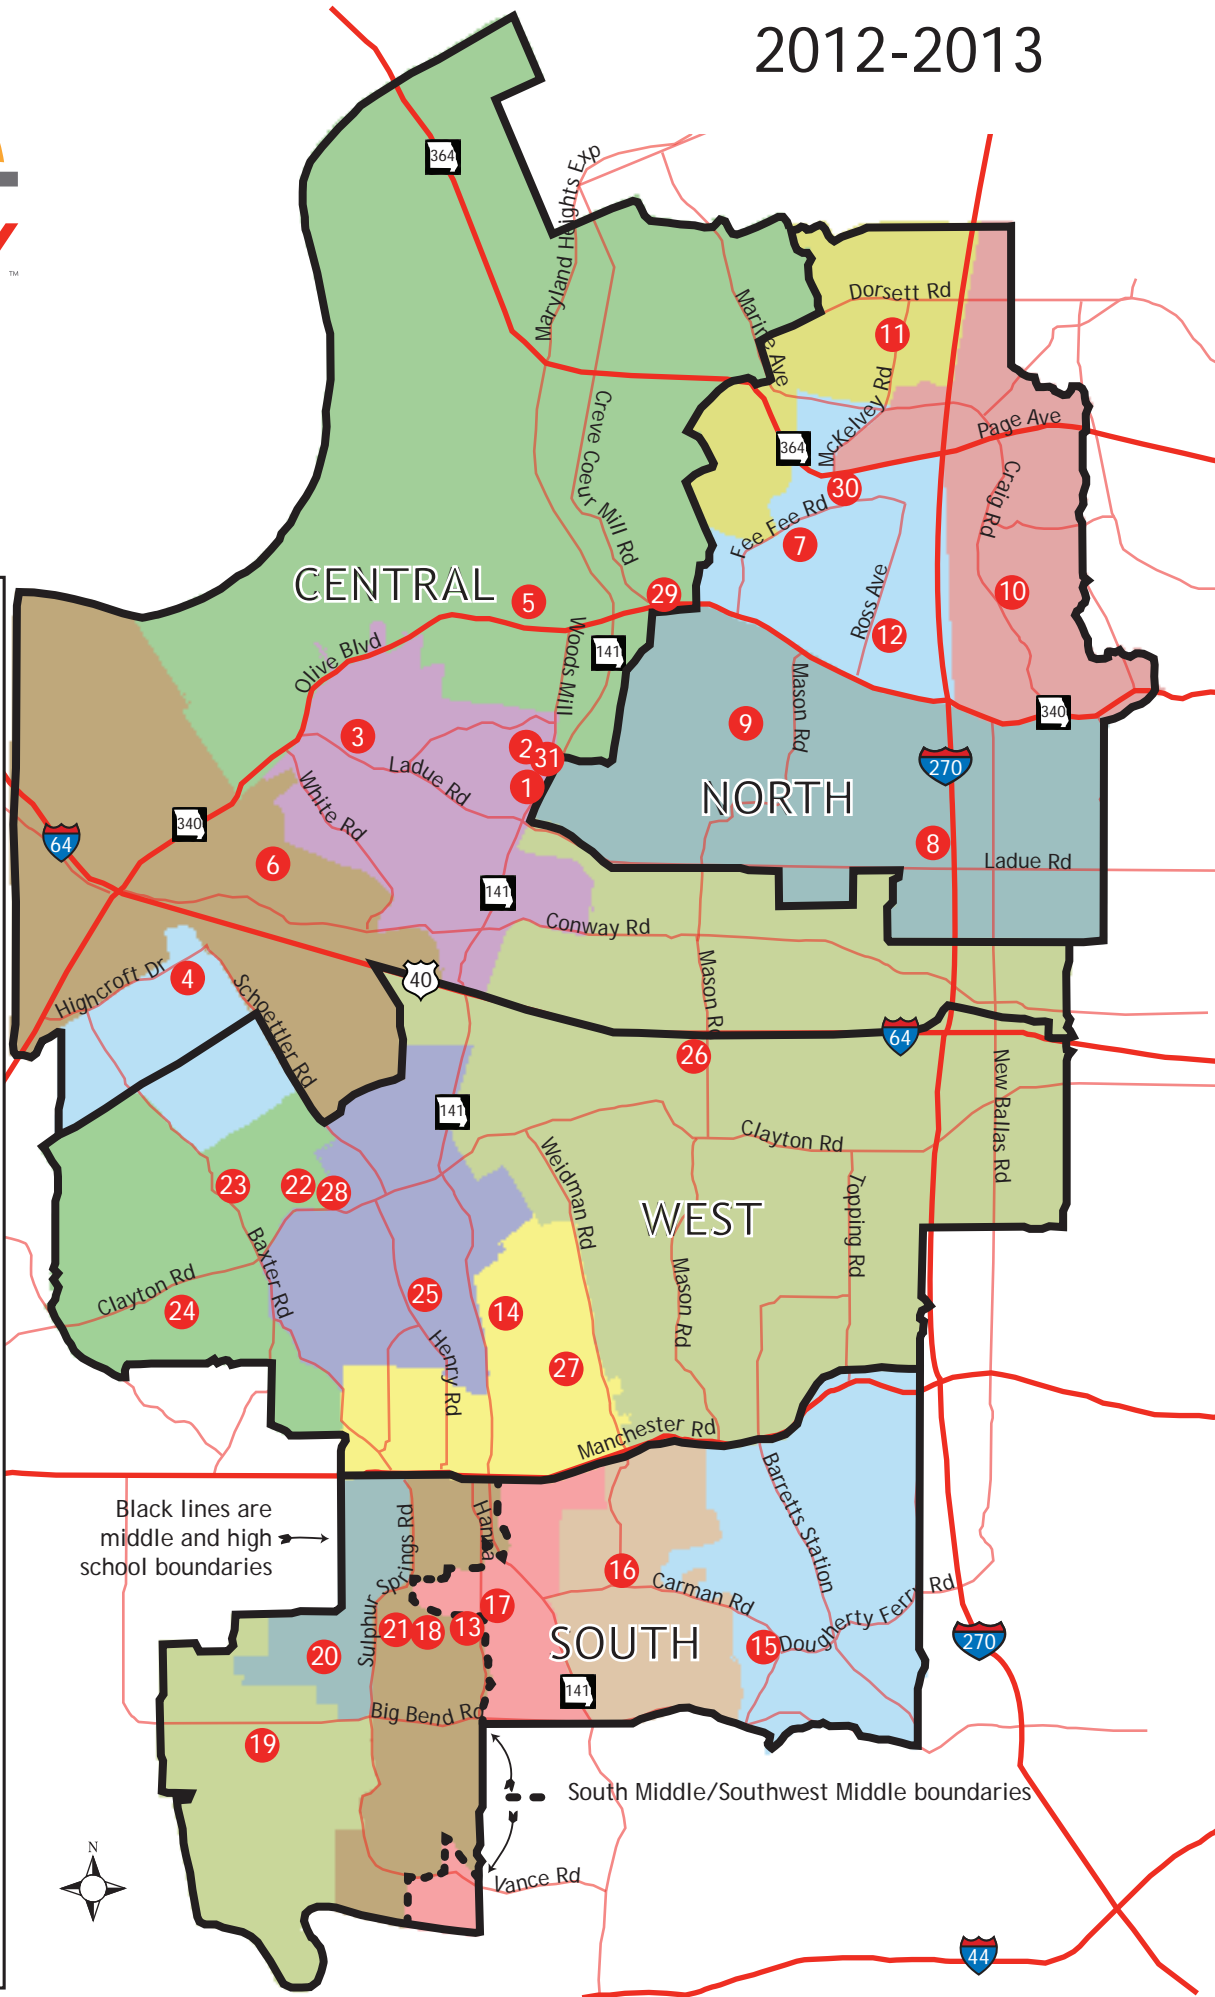 2012-2013
TM
364
Maryland Heights Exp
Marine Ave
Dorsett Rd
11
McKelvey Rd
Page Ave
364
Creve Coeur Mill Rd
30
Craig Rd
Fee Fee Rd
7
CENTRAL
5
29
Ross Ave
10
12
Olive Blvd
Woods Mill
141
340
3
2
31
1
9
Mason Rd
270
Ladue Rd
White Rd
NORTH
340
64
6
8
Ladue Rd
141
Conway Rd
Highcroft Dr
4
Schoettler Rd
40
Mason Rd
64
26
New Ballas Rd
141
Clayton Rd
Weidman Rd
23
22
28
WEST
Topping Rd
Baxter Rd
Clayton Rd
24
25
14
Mason Rd
Henry Rd
27
Manchester Rd
Black lines are
middle and high
school boundaries
Sulphur Springs Rd
Hanna
Barretts Station
16
Carman Rd
17
21
18
13
SOUTH
15
Dougherty Ferry Rd
270
20
141
Big Bend Rd
19
South Middle/Southwest Middle boundaries
N
Vance Rd
44